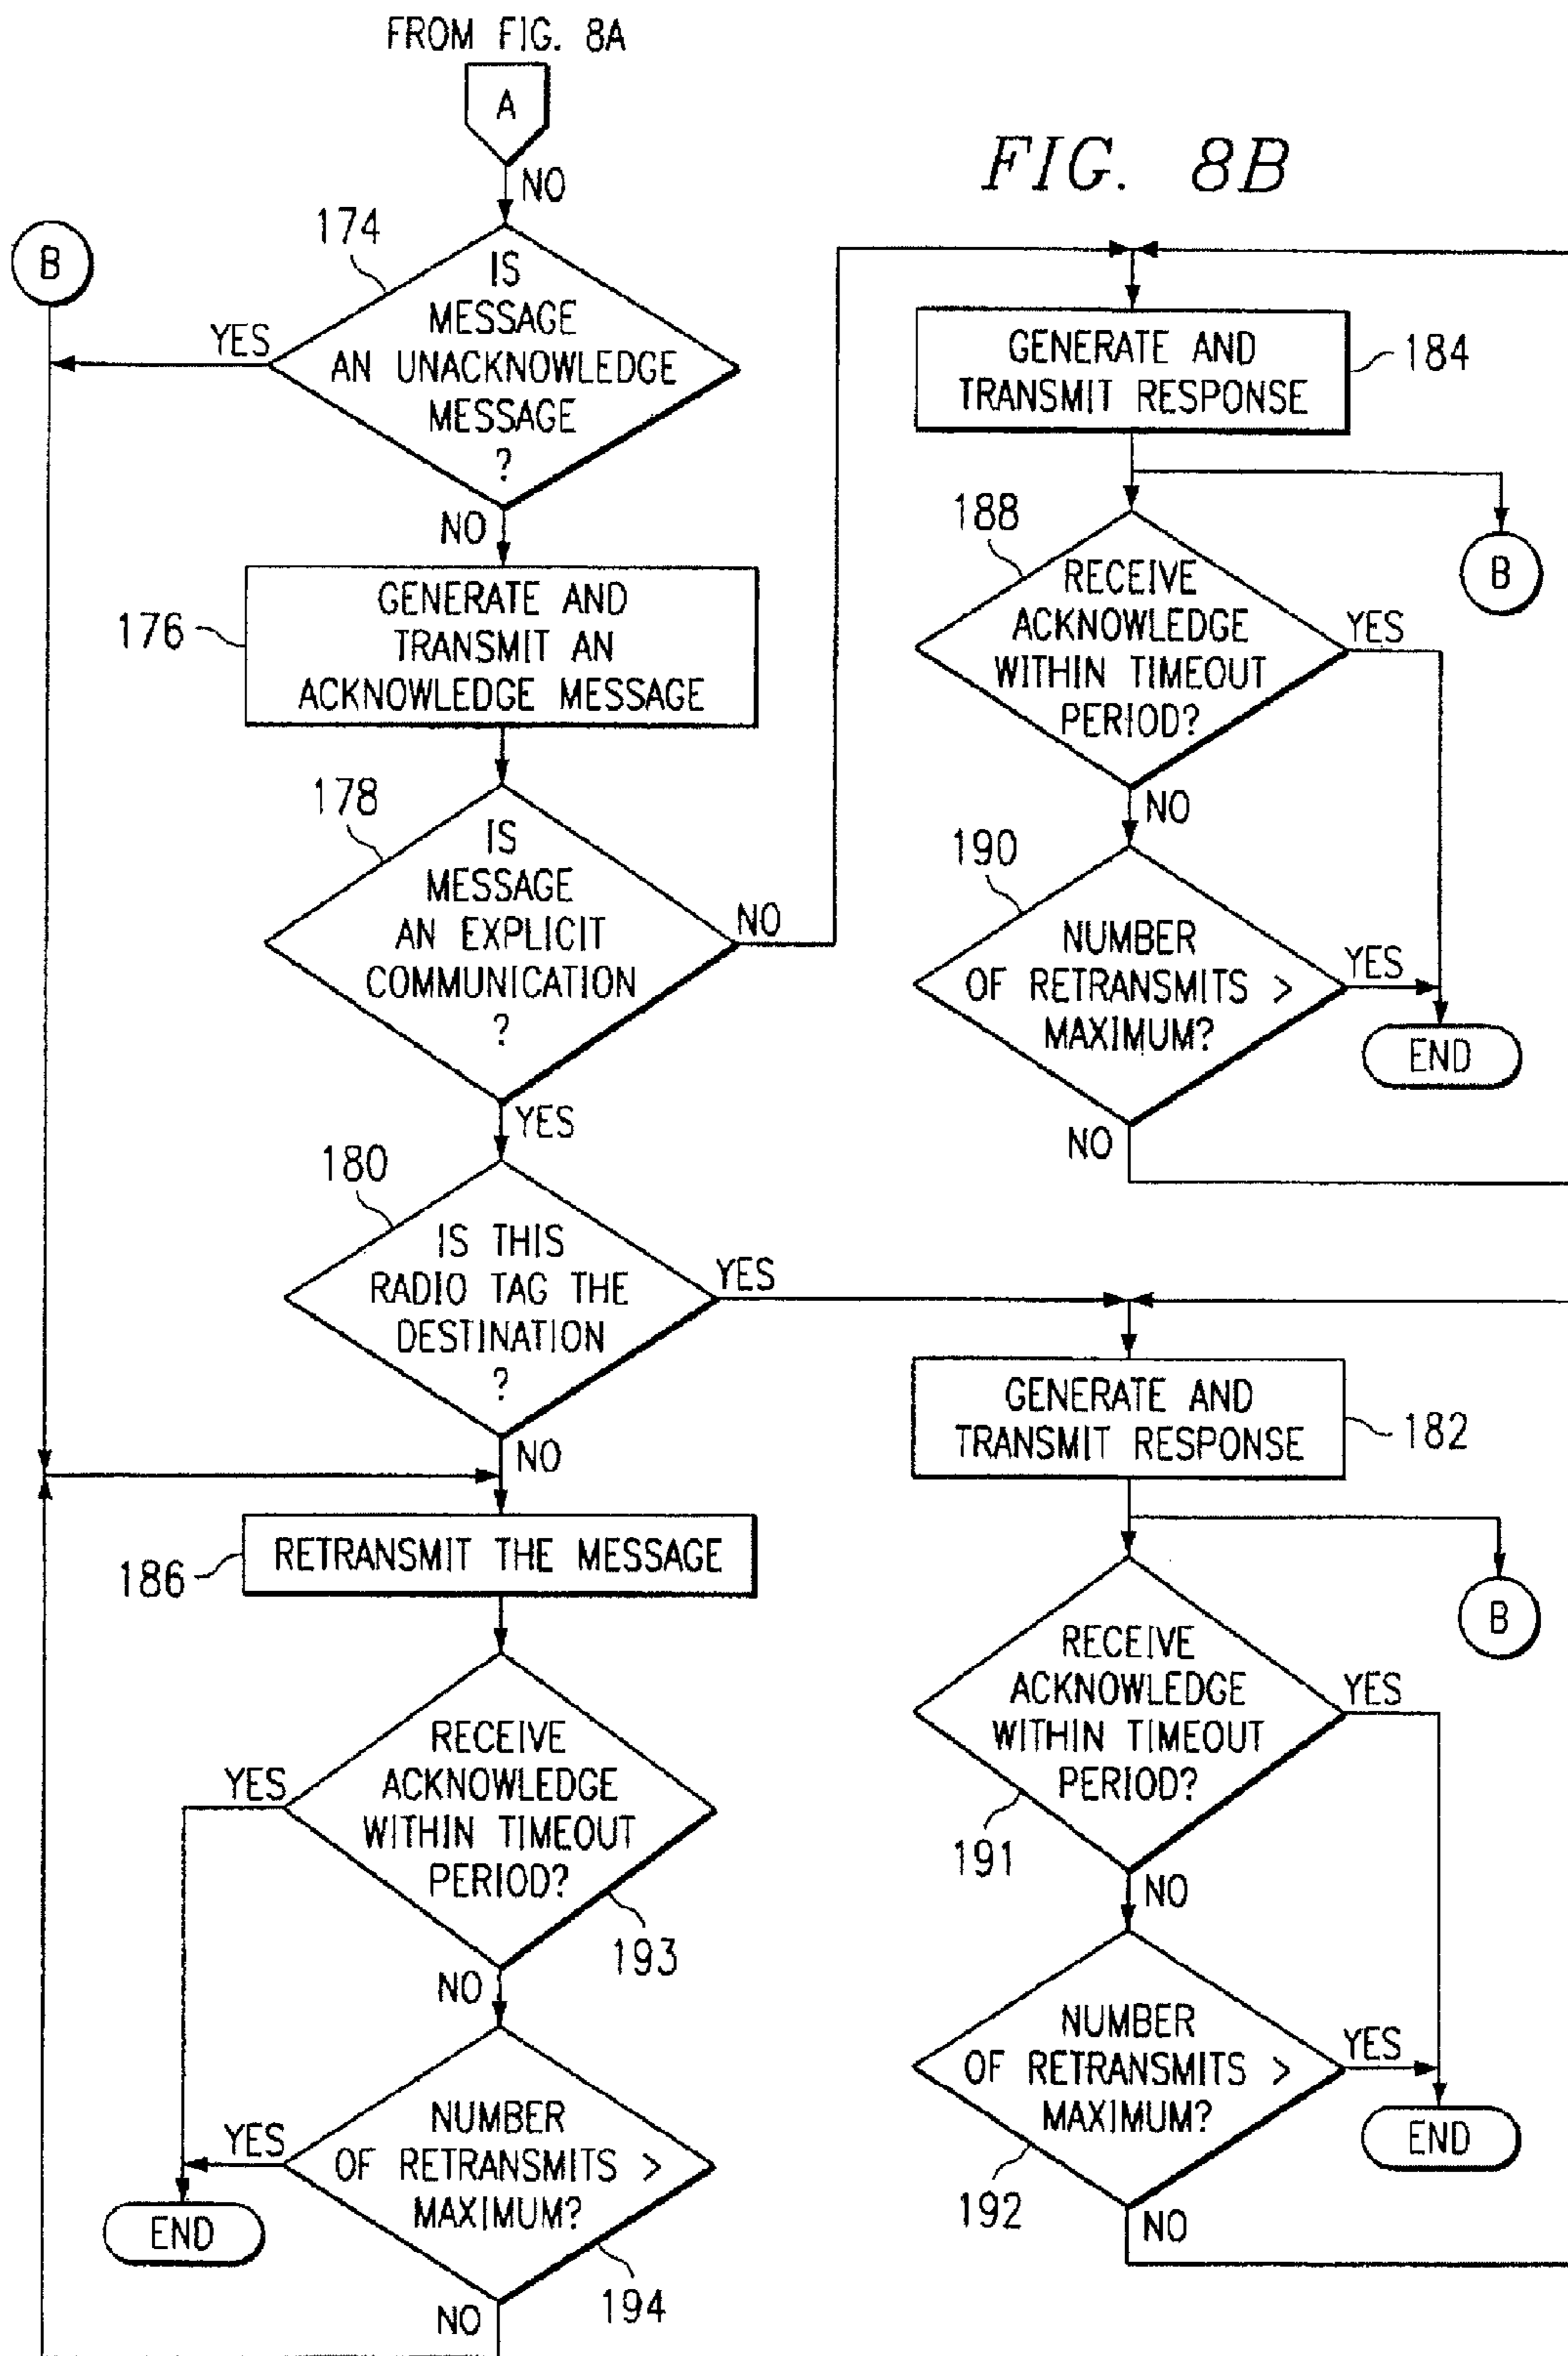 FROM FIG. 8A
A
NO
FIG. 8B
B
174
IS
MESSAGE
AN UNACKNOWLEDGE
MESSAGE
?
YES
NO
176
GENERATE AND
TRANSMIT AN
ACKNOWLEDGE MESSAGE
178
IS
MESSAGE
AN EXPLICIT
COMMUNICATION
?
NO
YES
180
IS THIS
RADIO TAG THE
DESTINATION
?
YES
NO
186
RETRANSMIT THE MESSAGE
RECEIVE
ACKNOWLEDGE
WITHIN TIMEOUT
PERIOD?
YES
193
NO
NUMBER
OF RETRANSMITS >
MAXIMUM?
YES
END
194
NO
GENERATE AND
TRANSMIT RESPONSE
184
188
B
RECEIVE
ACKNOWLEDGE
WITHIN TIMEOUT
PERIOD?
YES
NO
190
NUMBER
OF RETRANSMITS >
MAXIMUM?
YES
END
NO
GENERATE AND
TRANSMIT RESPONSE
182
B
RECEIVE
ACKNOWLEDGE
WITHIN TIMEOUT
PERIOD?
YES
191
NO
NUMBER
OF RETRANSMITS >
MAXIMUM?
YES
END
192
NO